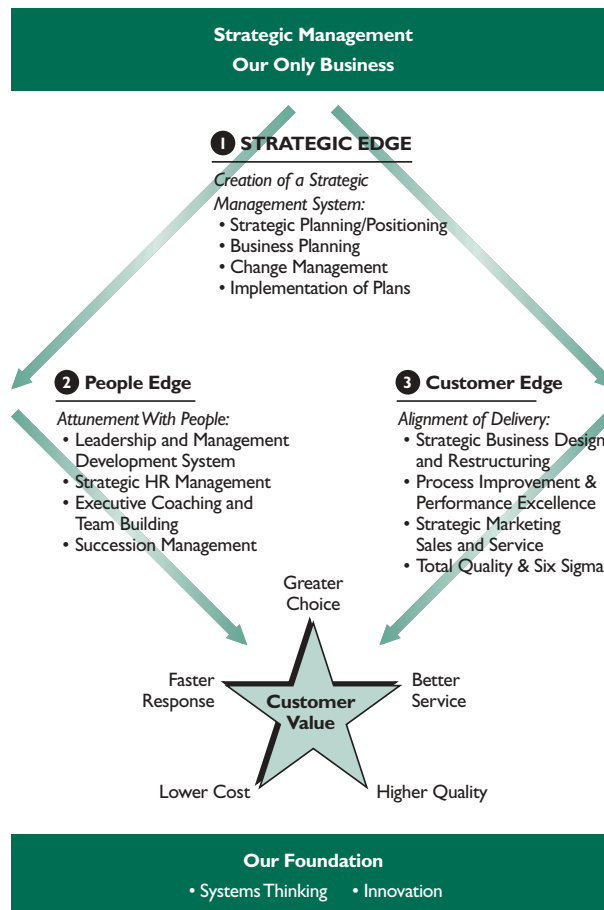 Strategic Management
Our Only Business
1 STRATEGIC EDGE
Creation of a Strategic
Management System:
• Strategic Planning/Positioning
• Business Planning
• Change Management
• Implementation of Plans
2 People Edge
Attunement With People:
• Leadership and Management
Development System
• Strategic HR Management
• Executive Coaching and
Team Building
• Succession Management
3 Customer Edge
Alignment of Delivery:
• Strategic Business Design
and Restructuring
• Process Improvement &
Performance Excellence
• Strategic Marketing
Sales and Service
• Total Quality & Six Sigma
Greater
Choice
Faster
Response
Better
Service
Customer
Value
Lower Cost
Higher Quality
Our Foundation
• Systems Thinking • Innovation